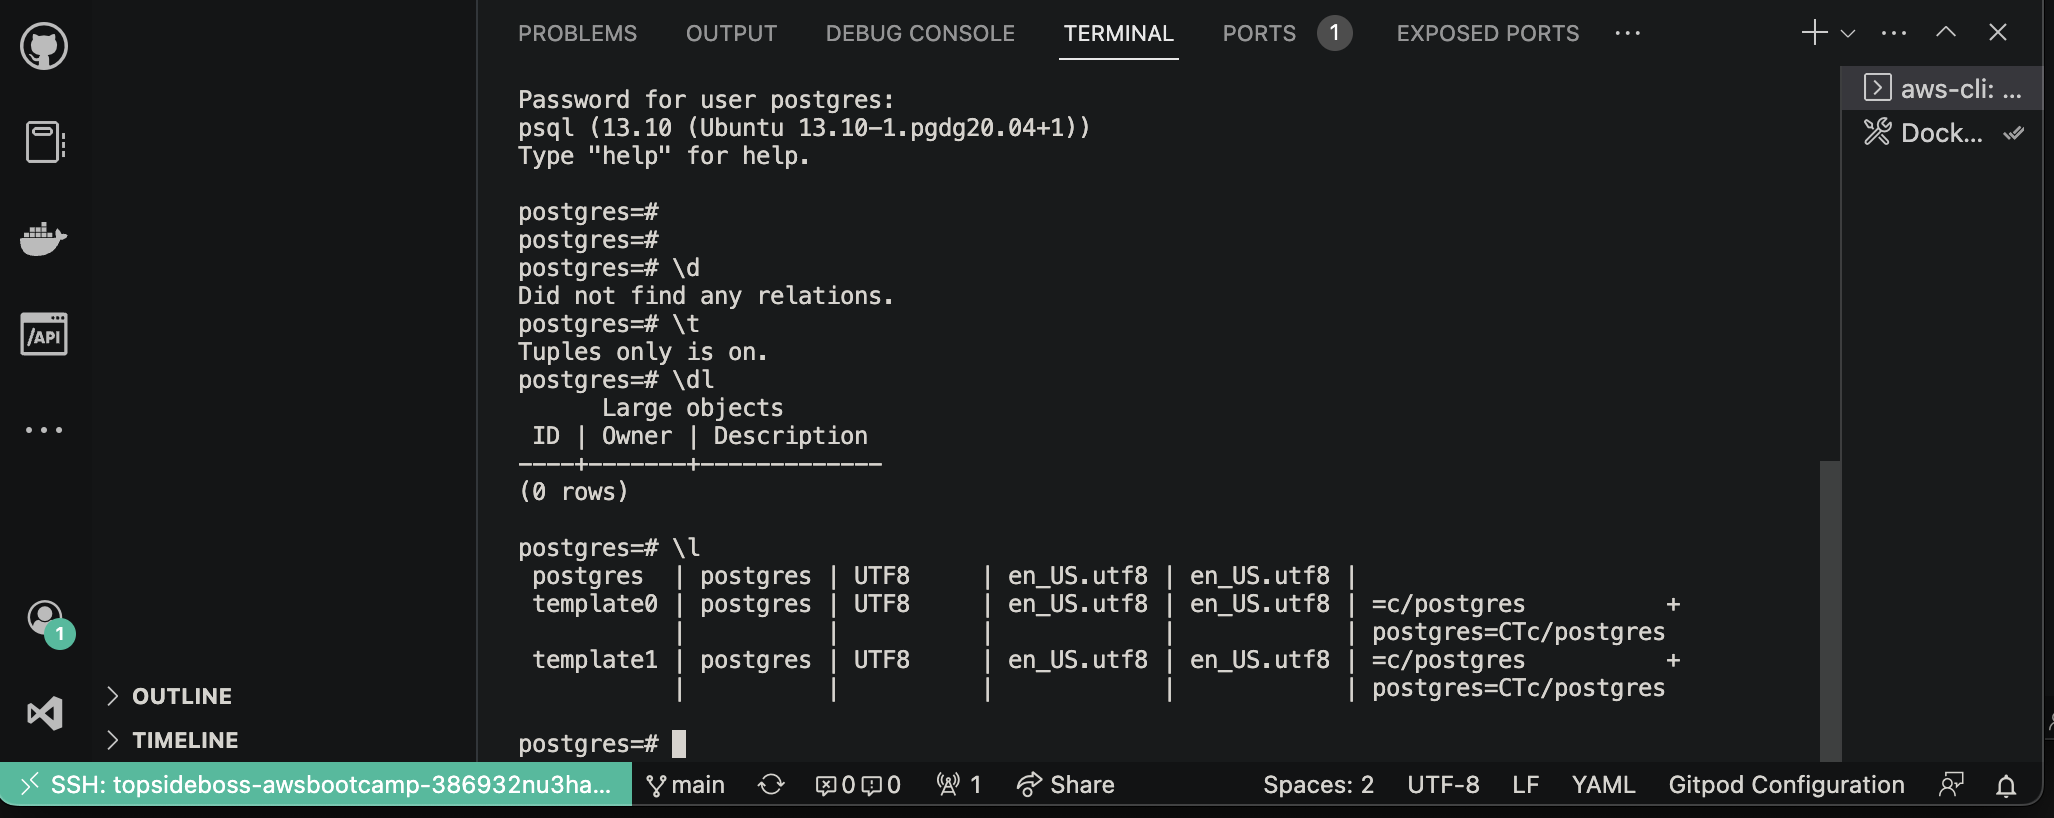 PROBLEMS OUTPUT DEBUG CONSOLE TERMINAL PORTS 1 EXPOSED PORTS ...
aws-cli: ...
Dock...
Password for user postgres:
psql (13.10 (Ubuntu 13.10-1.pgdg20.04+1))
Type "help" for help.
postgres=#
postgres=#
postgres=# \d
Did not find any relations.
postgres=# \t
Tuples only is on.
postgres=# \dl
      Large objects
 ID | Owner | Description
----+-------+-------------
(0 rows)
postgres=# \l
 postgres  | postgres | UTF8     | en_US.utf8 | en_US.utf8 |
 template0 | postgres | UTF8     | en_US.utf8 | en_US.utf8 | =c/postgres          +
           |          |          |            |            | postgres=CTc/postgres
 template1 | postgres | UTF8     | en_US.utf8 | en_US.utf8 | =c/postgres          +
           |          |          |            |            | postgres=CTc/postgres
postgres=#
/API
1
OUTLINE
TIMELINE
SSH: topsideboss-awsbootcamp-386932nu3ha... main 0 0 1 Share Spaces: 2 UTF-8 LF YAML Gitpod Configuration